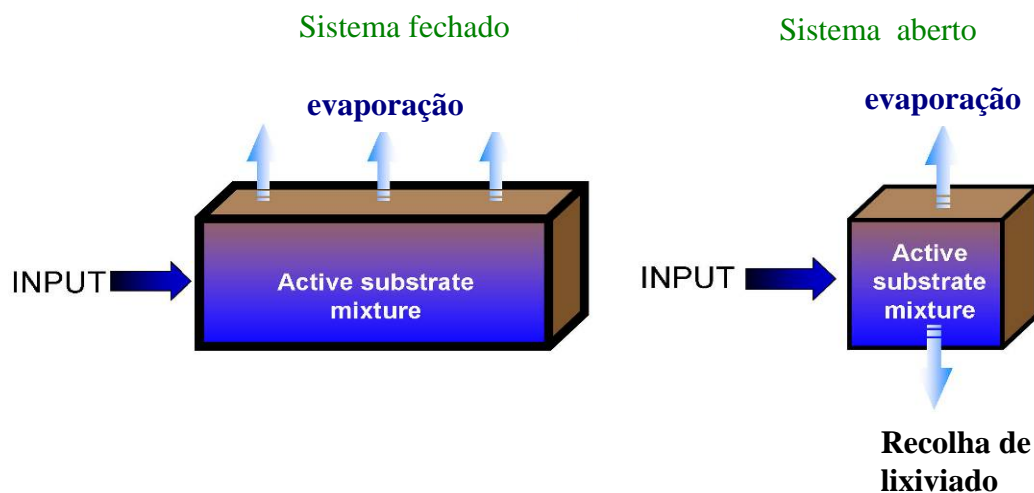 Sistema fechado
evaporação
INPUT
Active substrate
mixture
Sistema aberto
evaporação
INPUT
Active
substrate
mixture
Recolha de
lixiviado